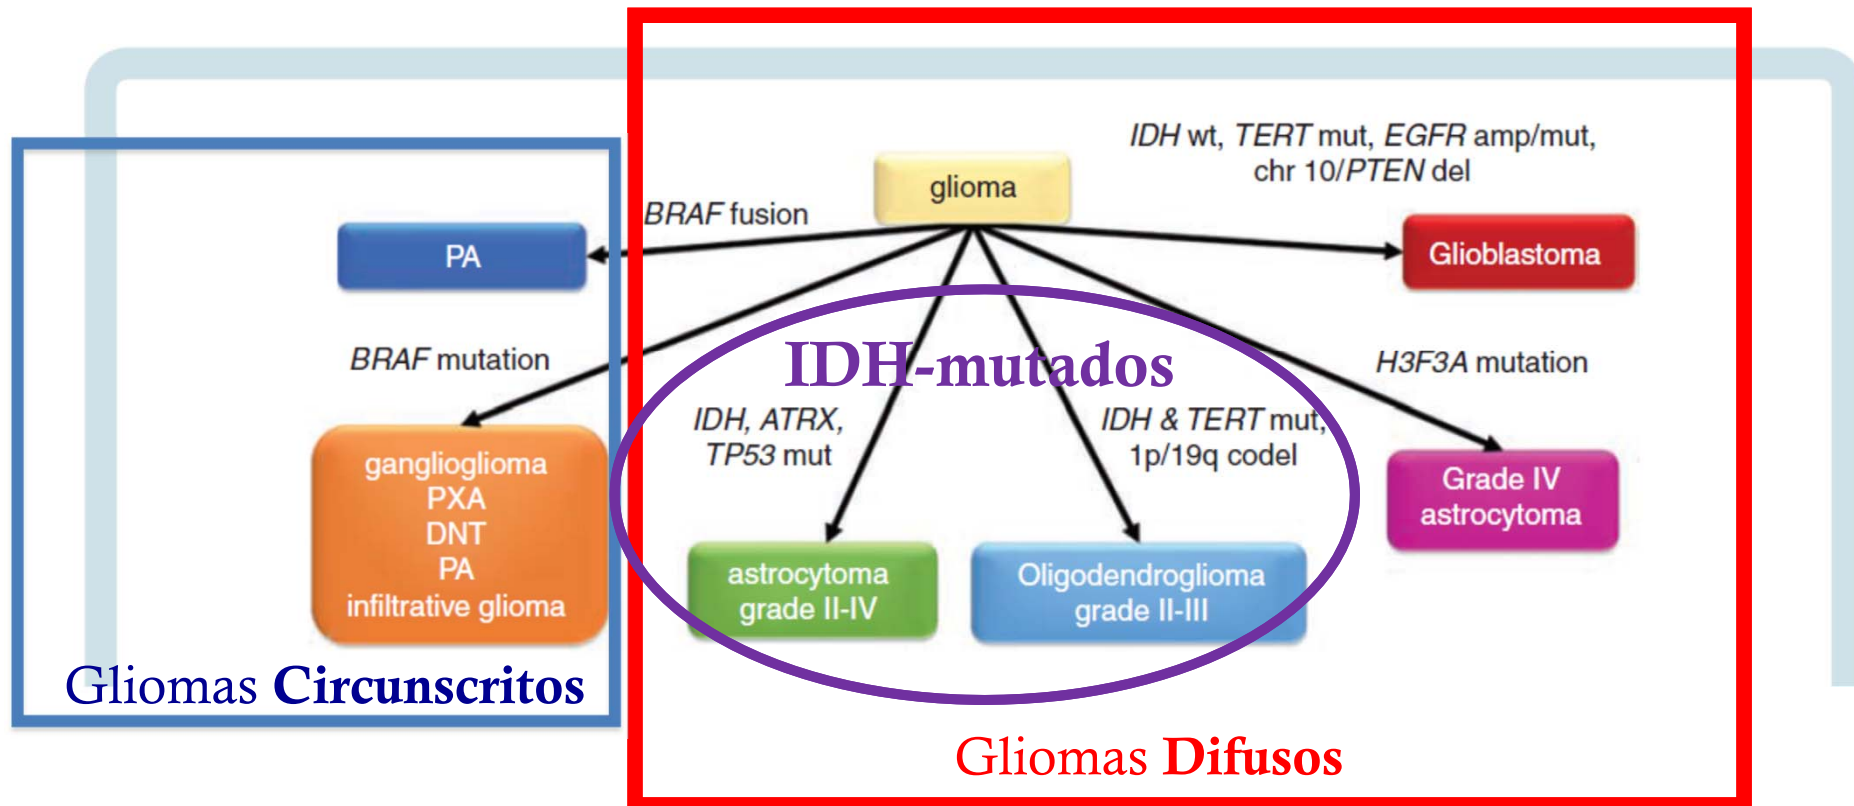 IDH wt, TERT mut, EGFR amp/mut,
chr 10/PTEN del
glioma
BRAF fusion
PA
Glioblastoma
BRAF mutation
IDH-mutados
H3F3A mutation
IDH, ATRX,
TP53 mut
IDH & TERT mut,
1p/19q codel
ganglioglioma
PXA
DNT
PA
infiltrative glioma
Grade IV
astrocytoma
astrocytoma
grade II-IV
Oligodendroglioma
grade II-III
Gliomas Circunscritos
Gliomas Difusos